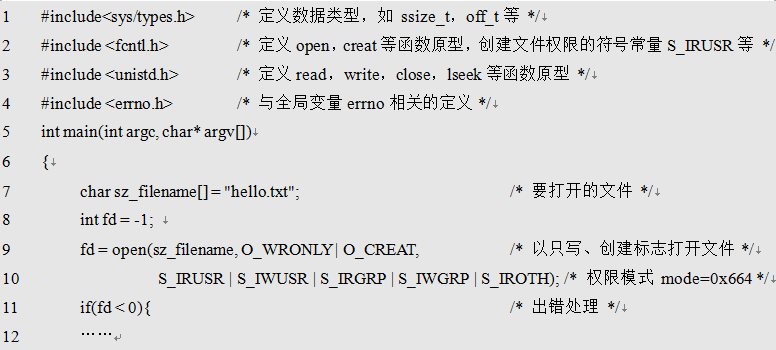 1 #include<sys/types.h> /* 定义数据类型，如 ssize_t，off_t 等 */↵
2 #include <fcntl.h> /* 定义 open，creat 等函数原型，创建文件权限的符号常量 S_IRUSR 等 */↵
3 #include <unistd.h> /* 定义 read，write，close，lseek 等函数原型 */↵
4 #include <errno.h> /* 与全局变量 errno 相关的定义 */↵
5 int main(int argc, char* argv[])↵
6 {↵
7 char sz_filename[] = "hello.txt"; /* 要打开的文件 */↵
8 int fd = -1; ↵
9 fd = open(sz_filename, O_WRONLY | O_CREAT, /* 以只写、创建标志打开文件 */↵
10 S_IRUSR | S_IWUSR | S_IRGRP | S_IWGRP | S_IROTH); /* 权限模式 mode=0x664 */↵
11 if(fd < 0){ /* 出错处理 */↵
12 ……↵